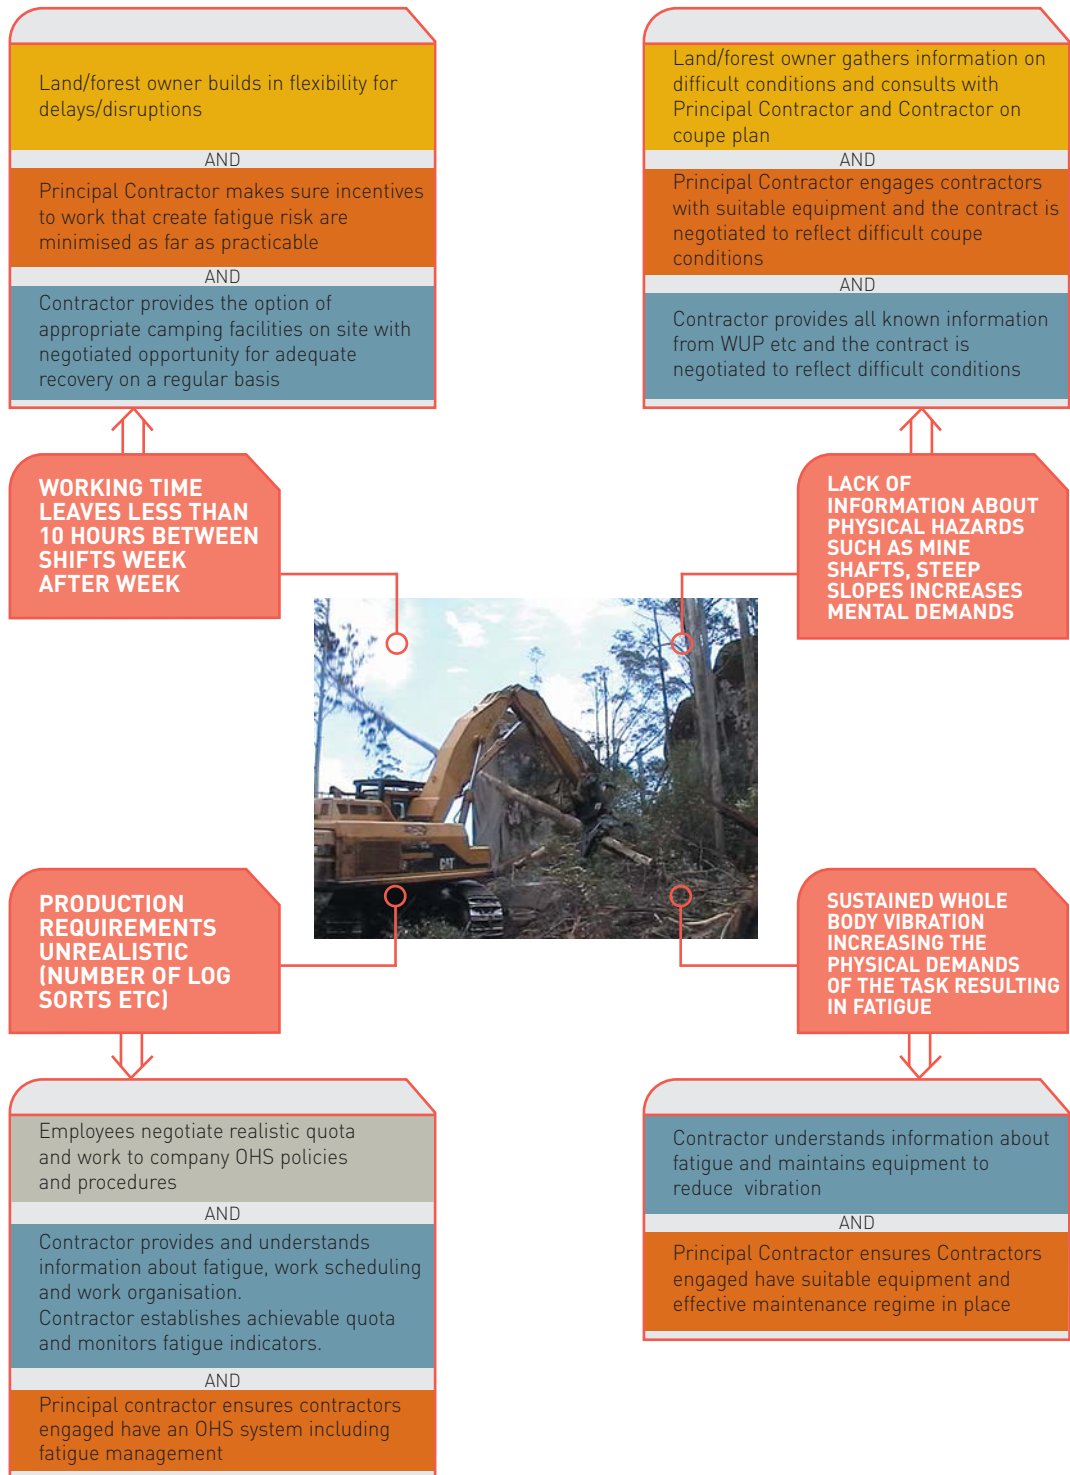 Land/forest owner builds in flexibility for
delays/disruptions
AND
Principal Contractor makes sure incentives
to work that create fatigue risk are
minimised as far as practicable
AND
Contractor provides the option of
appropriate camping facilities on site with
negotiated opportunity for adequate
recovery on a regular basis
WORKING TIME
LEAVES LESS THAN
10 HOURS BETWEEN
SHIFTS WEEK
AFTER WEEK
Land/forest owner gathers information on
difficult conditions and consults with
Principal Contractor and Contractor on
coupe plan
AND
Principal Contractor engages contractors
with suitable equipment and the contract is
negotiated to reflect difficult coupe
conditions
AND
Contractor provides all known information
from WUP etc and the contract is
negotiated to reflect difficult conditions
LACK OF
INFORMATION ABOUT
PHYSICAL HAZARDS
SUCH AS MINE
SHAFTS, STEEP
SLOPES INCREASES
MENTAL DEMANDS
CAT
PRODUCTION
REQUIREMENTS
UNREALISTIC
(NUMBER OF LOG
SORTS ETC)
Employees negotiate realistic quota
and work to company OHS policies
and procedures
AND
Contractor provides and understands
information about fatigue, work scheduling
and work organisation.
Contractor establishes achievable quota
and monitors fatigue indicators.
AND
Principal contractor ensures contractors
engaged have an OHS system including
fatigue management
SUSTAINED WHOLE
BODY VIBRATION
INCREASING THE
PHYSICAL DEMANDS
OF THE TASK RESULTING
IN FATIGUE
Contractor understands information about
fatigue and maintains equipment to
reduce vibration
AND
Principal Contractor ensures Contractors
engaged have suitable equipment and
effective maintenance regime in place